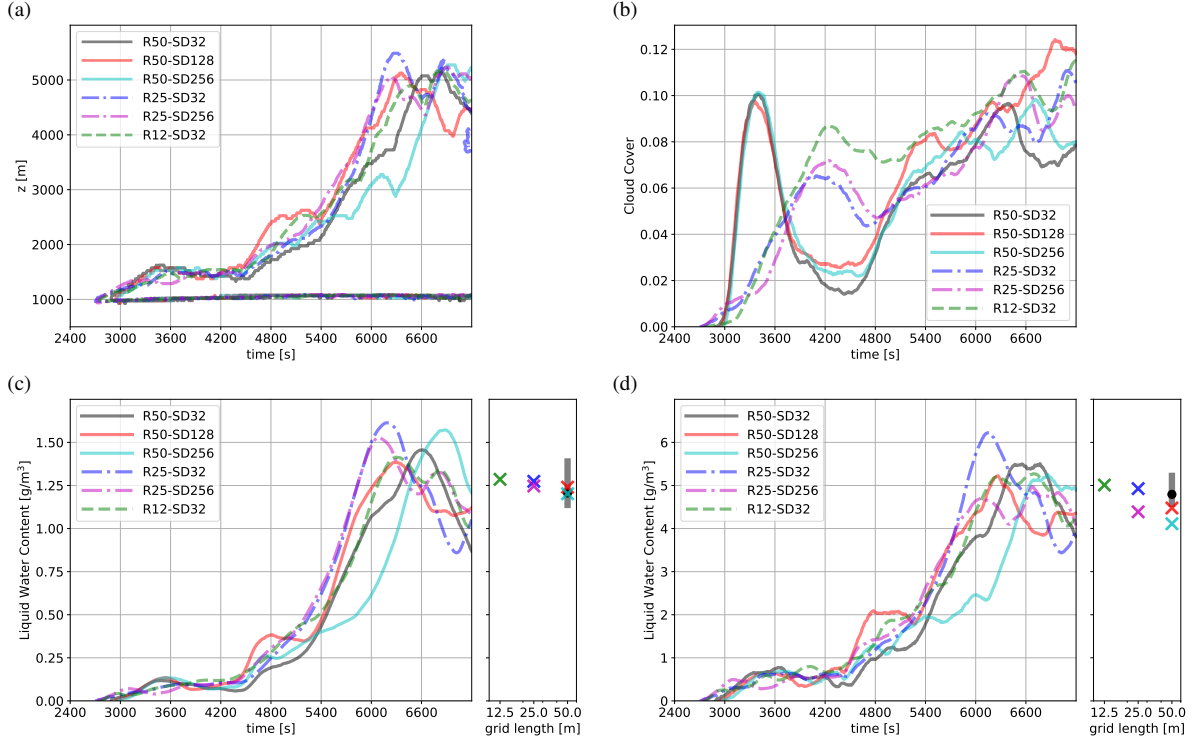 (a)
R50-SD32
R50-SD128
R50-SD256
R25-SD32
R25-SD256
R12-SD32
5000
4000
3000
2000
1000
z [m]
2400 3000 3600 4200 4800 5400 6000 6600
time [s]
(b)
0.12
0.10
0.08
0.06
0.04
0.02
0.00
Cloud Cover
R50-SD32
R50-SD128
R50-SD256
R25-SD32
R25-SD256
R12-SD32
2400 3000 3600 4200 4800 5400 6000 6600
time [s]
(c)
R50-SD32
R50-SD128
R50-SD256
R25-SD32
R25-SD256
R12-SD32
1.50
1.25
1.00
0.75
0.50
0.25
0.00
Liquid Water Content [g/m³]
2400 3000 3600 4200 4800 5400 6000 6600
time [s]
12.5 25.0 50.0
grid length [m]
(d)
R50-SD32
R50-SD128
R50-SD256
R25-SD32
R25-SD256
R12-SD32
6
5
4
3
2
1
0
Liquid Water Content [g/m³]
2400 3000 3600 4200 4800 5400 6000 6600
time [s]
12.5 25.0 50.0
grid length [m]